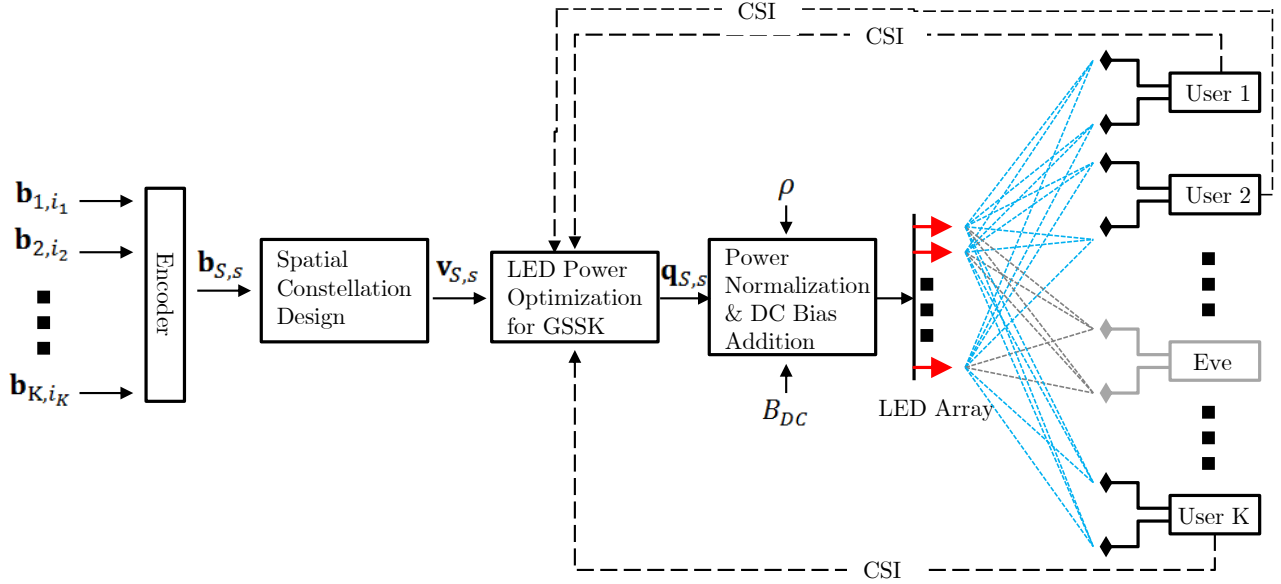 CSI
CSI
User 1
User 2
b1,i1
b2,i2
bK,iK
Encoder
bS,s
Spatial
Constellation
Design
vS,s
LED Power
Optimization
for GSSK
qS,s
ρ
Power
Normalization
& DC Bias
Addition
BDC
LED Array
Eve
User K
CSI